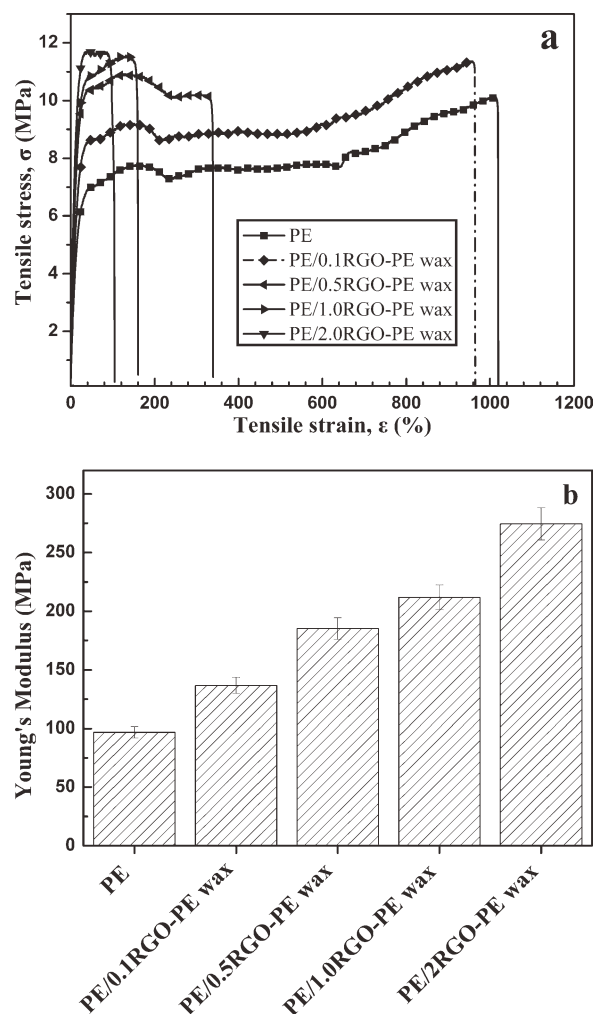 a
12
10
8
6
4
2
Tensile stress, σ (MPa)
PE
PE/0.1RGO-PE wax
PE/0.5RGO-PE wax
PE/1.0RGO-PE wax
PE/2.0RGO-PE wax
0 200 400 600 800 1000 1200
Tensile strain, ε (%)
b
300
250
200
150
100
50
0
Young's Modulus (MPa)
PE
PE/0.1RGO-PE wax
PE/0.5RGO-PE wax
PE/1.0RGO-PE wax
PE/2RGO-PE wax